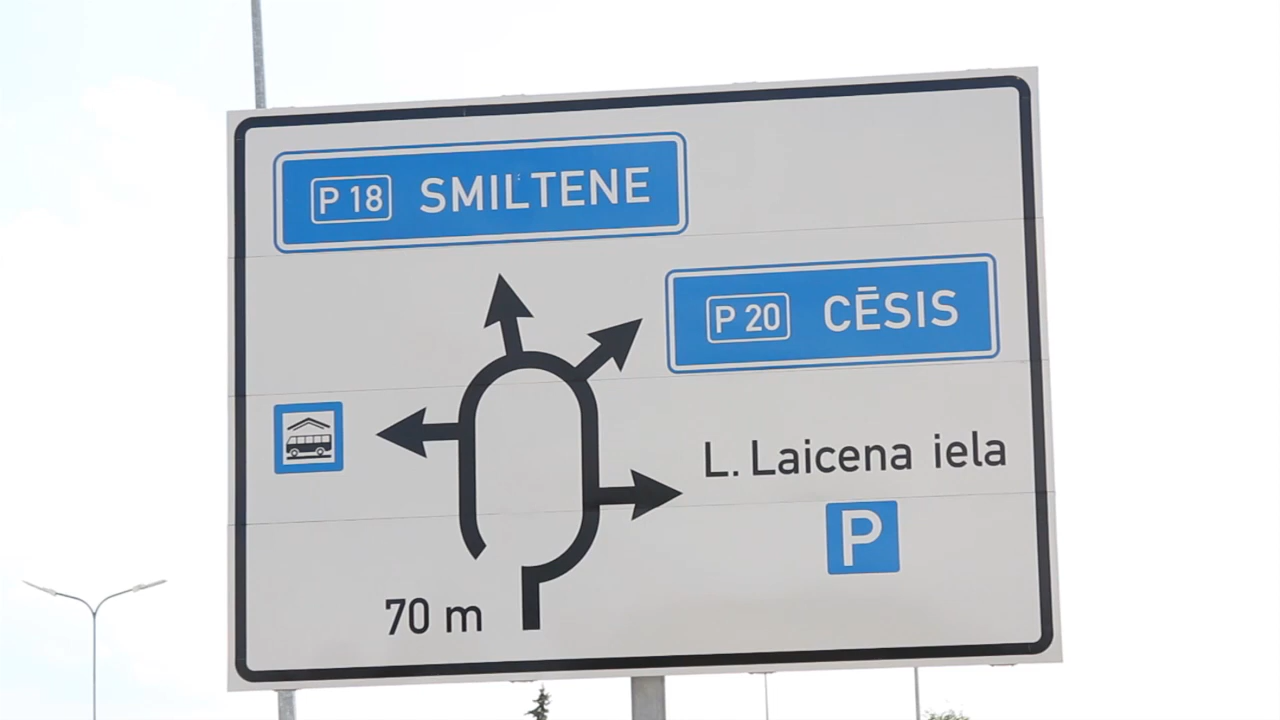 P 18 SMILTENE
P 20 CĒSIS
L. Laicena iela
P
70 m